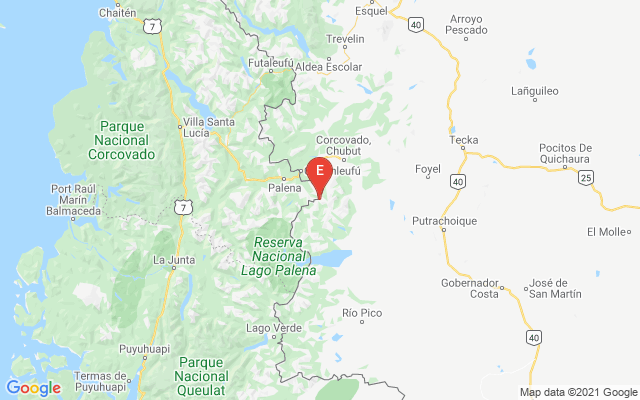 Chaitén
7
Esquel
40
Arroyo
Pescado
Trevelin
Futaleufú
Aldea Escolar
Lañguileo
Villa Santa
Lucía
Parque
Nacional
Corcovado
Corcovado,
Chubut
Tecka
Pocitos De
Quichaura
E
Palena
Foyel
40
25
Port Raúl
Marín
Balmaceda
7
Putrachoique
El Molle
Reserva
Nacional
Lago Palena
La Junta
Gobernador
Costa
José de
San Martín
Río Pico
Lago Verde
40
Puyuhuapi
Parque
Nacional
Queulat
Termas de
Puyuhuapi
Google
Map data ©2021 Google